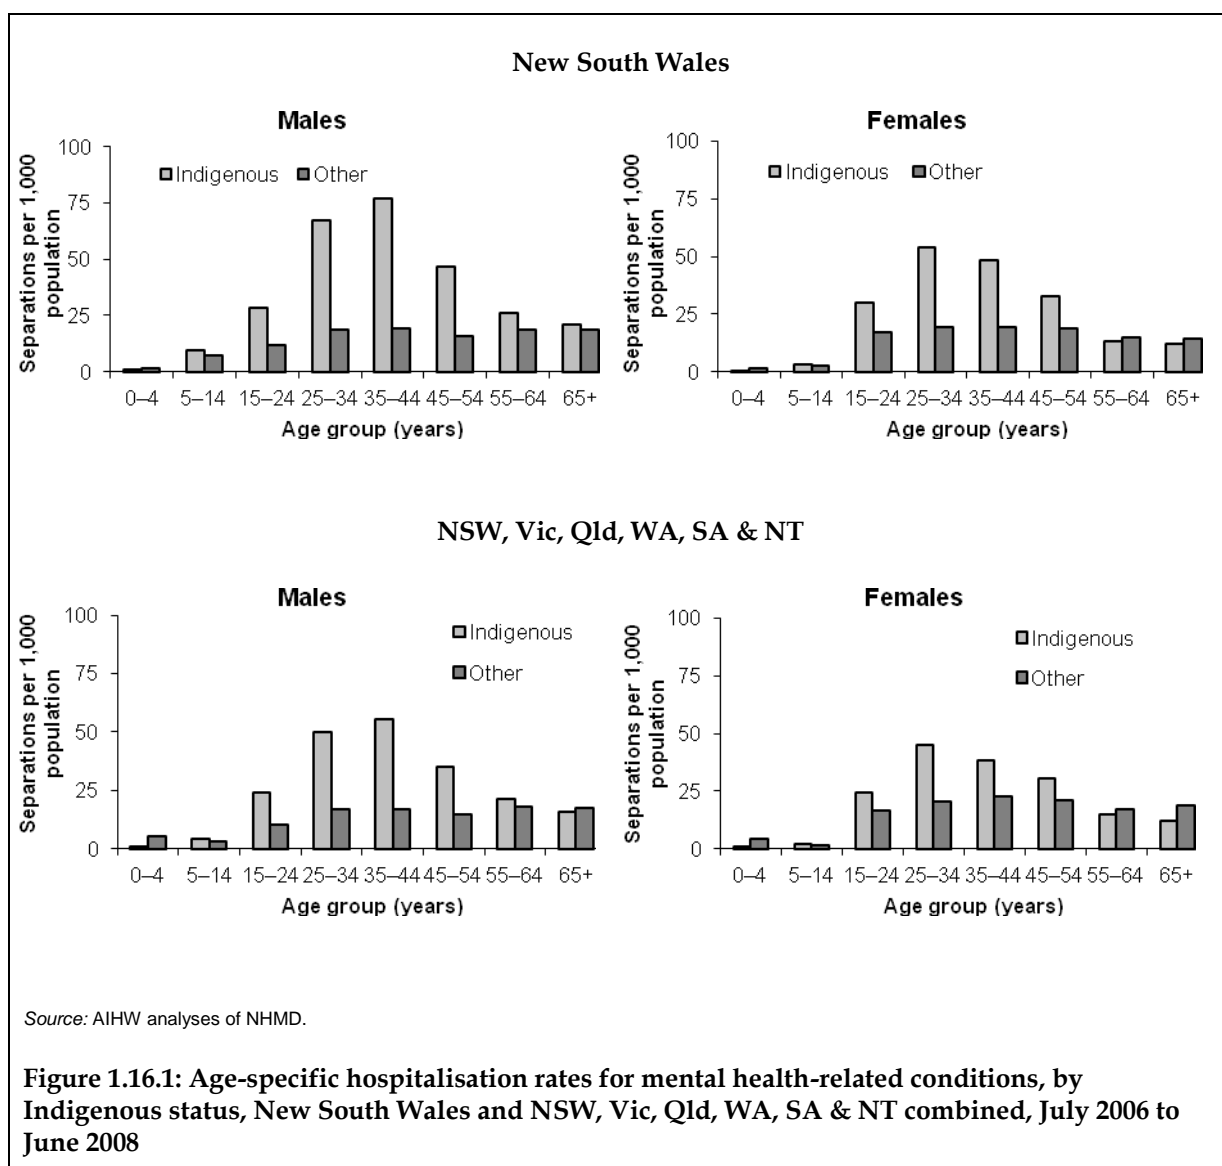 New South Wales
Males
Separations per 1,000
population
100
75
50
25
0
Indigenous Other
0–4 5–14 15–24 25–34 35–44 45–54 55–64 65+
Age group (years)
Females
Separations per 1,000
population
100
75
50
25
0
Indigenous Other
0–4 5–14 15–24 25–34 35–44 45–54 55–64 65+
Age group (years)
NSW, Vic, Qld, WA, SA & NT
Males
Separations per 1,000
population
100
75
50
25
0
Indigenous
Other
0–4 5–14 15–24 25–34 35–44 45–54 55–64 65+
Age group (years)
Females
Separations per 1,000
population
100
75
50
25
0
Indigenous
Other
0–4 5–14 15–24 25–34 35–44 45–54 55–64 65+
Age group (years)
Source: AIHW analyses of NHMD.
Figure 1.16.1: Age-specific hospitalisation rates for mental health-related conditions, by
Indigenous status, New South Wales and NSW, Vic, Qld, WA, SA & NT combined, July 2006 to
June 2008